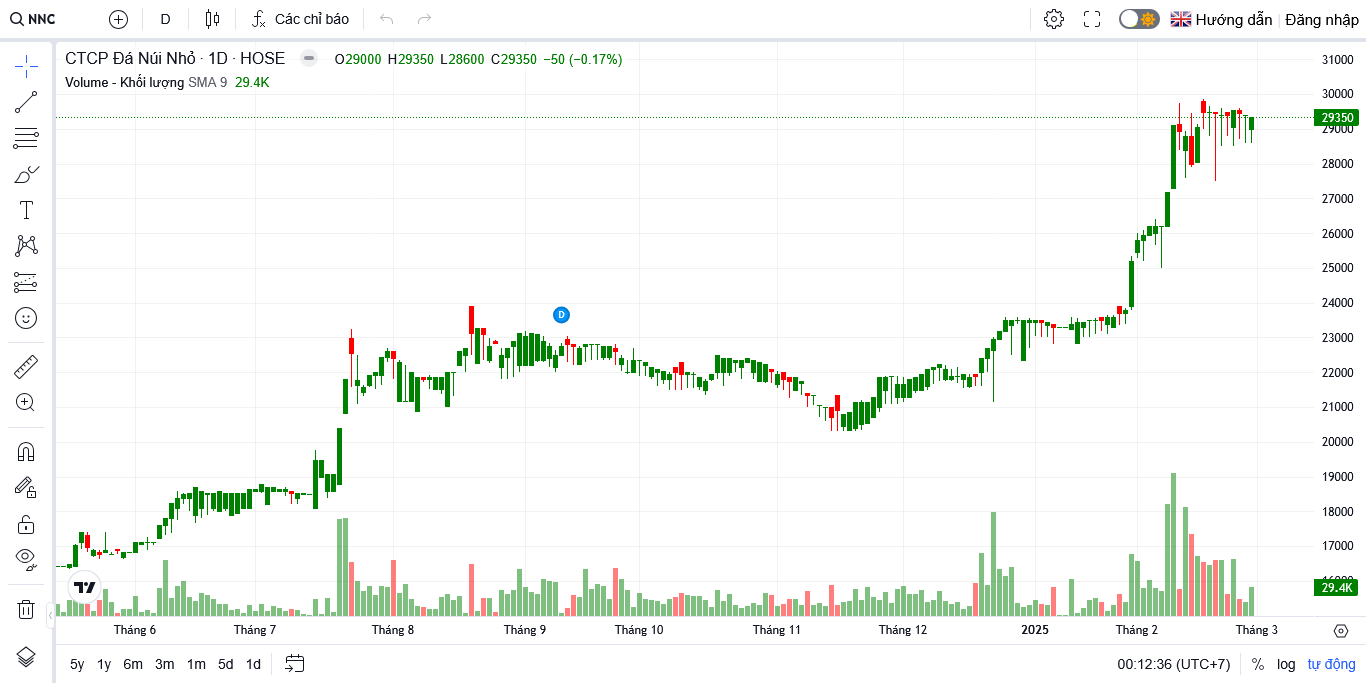 NNC D Các chỉ báo Hướng dẫn Đăng nhập
CTCP Đá Núi Nhỏ · 1D · HOSE O29000 H29350 L28600 C29350 −50 (−0.17%)
Volume - Khối lượng SMA 9 29.4K
31000
30000
29350
29000
28000
27000
26000
25000
24000
23000
22000
21000
20000
19000
18000
17000
16000
29.4K
D
Tháng 6 Tháng 7 Tháng 8 Tháng 9 Tháng 10 Tháng 11 Tháng 12 2025 Tháng 2 Tháng 3
5y 1y 6m 3m 1m 5d 1d 00:12:36 (UTC+7) % log tự động